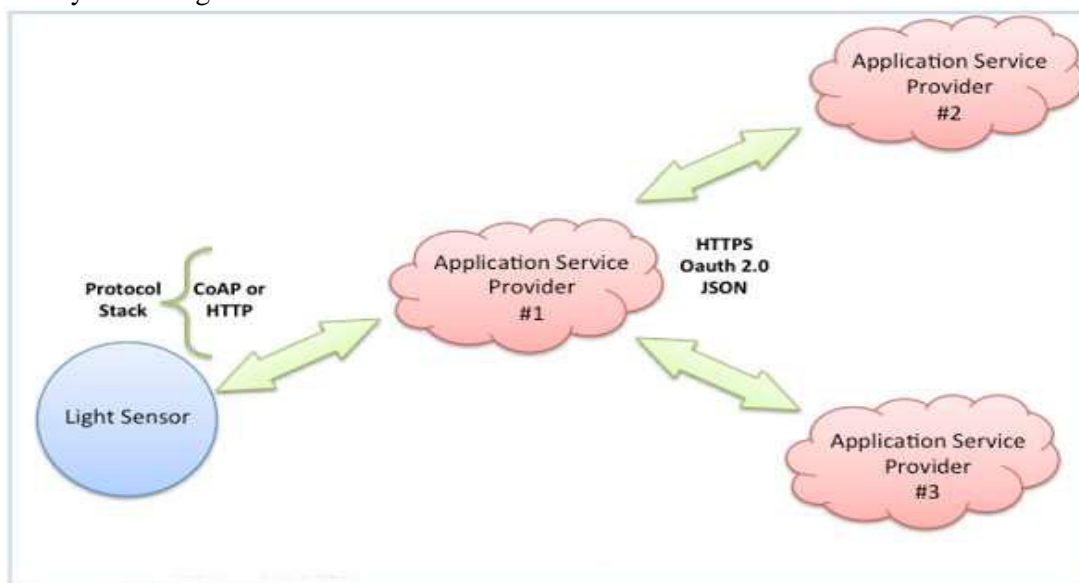 Application Service
Provider
#2
Application Service
Provider
#1
HTTPS
Oauth 2.0
JSON
Protocol
Stack
CoAP or
HTTP
Light Sensor
Application Service
Provider
#3